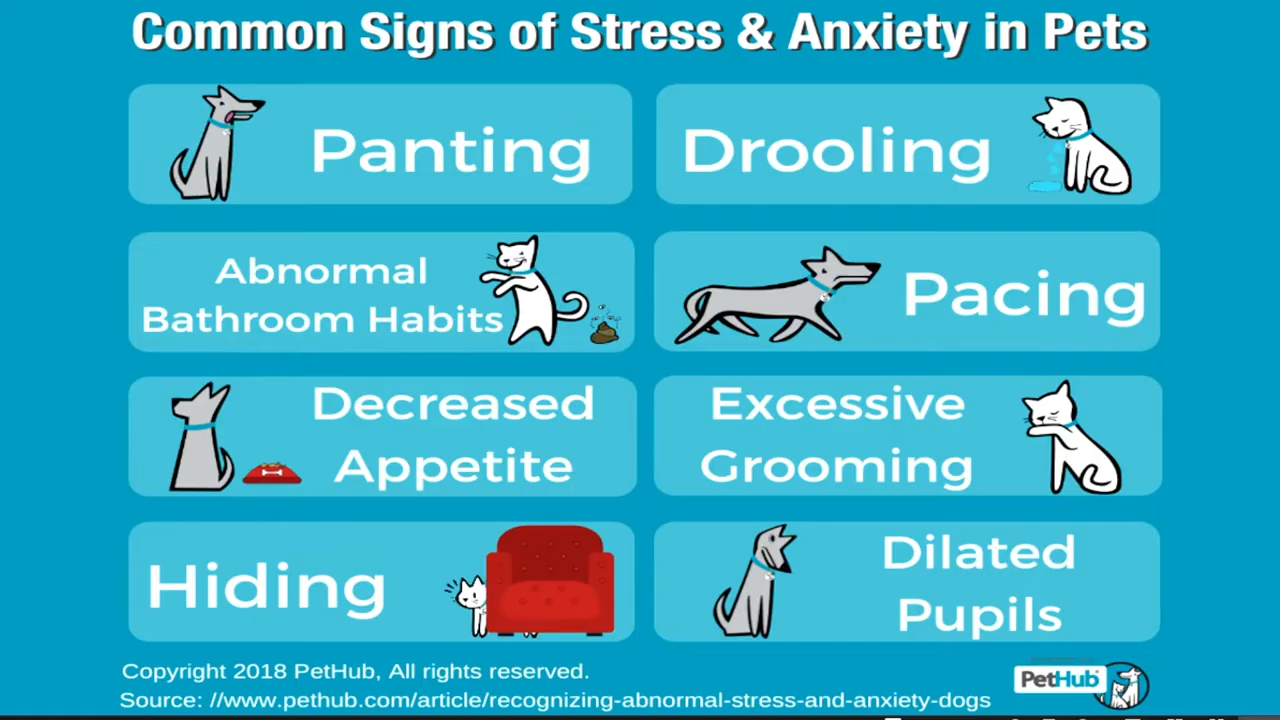 Common Signs of Stress & Anxiety in Pets
Panting
Drooling
Abnormal
Bathroom Habits
Pacing
Decreased
Appetite
Excessive
Grooming
Hiding
Dilated
Pupils
Copyright 2018 PetHub, All rights reserved.
Source: //www.pethub.com/article/recognizing-abnormal-stress-and-anxiety-dogs
PetHub